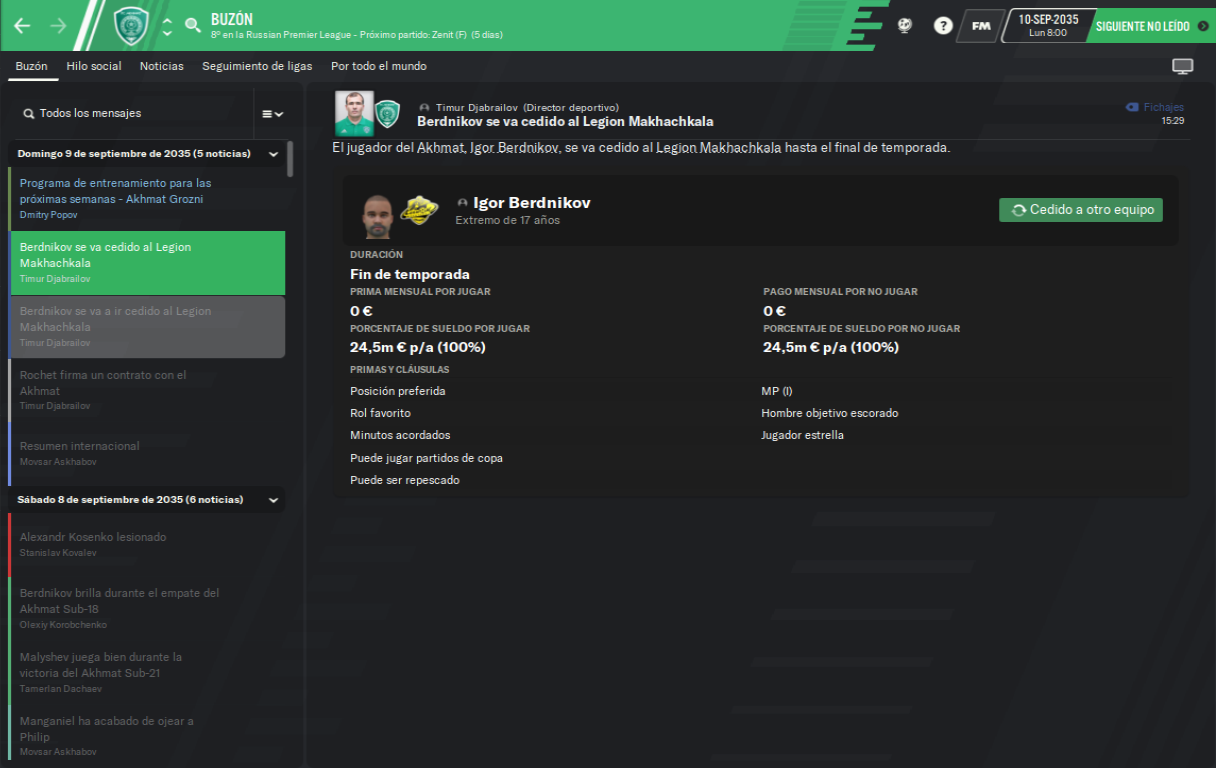 BUZÓN
8º en la Russian Premier League - Próximo partido: Zenit (F) (5 días)
?
FM
10-SEP-2035
Lun 8:00
SIGUIENTE NO LEÍDO
Buzón
Hilo social
Noticias
Seguimiento de ligas
Por todo el mundo
Todos los mensajes
Domingo 9 de septiembre de 2035 (5 noticias)
Programa de entrenamiento para las
próximas semanas - Akhmat Grozni
Dmitry Popov
Berdnikov se va cedido al Legion
Makhachkala
Timur Djabrailov
Berdnikov se va a ir cedido al Legion
Makhachkala
Timur Djabrailov
Rochet firma un contrato con el
Akhmat
Timur Djabrailov
Resumen internacional
Movsar Askhabov
Sábado 8 de septiembre de 2035 (6 noticias)
Alexandr Kosenko lesionado
Stanislav Kovalev
Berdnikov brilla durante el empate del
Akhmat Sub-18
Olexiy Korobchenko
Malyshev juega bien durante la
victoria del Akhmat Sub-21
Tamerlan Dachaev
Manganiel ha acabado de ojear a
Philip
Movsar Askhabov
Timur Djabrailov (Director deportivo)
Berdnikov se va cedido al Legion Makhachkala
Fichajes
15:29
El jugador del Akhmat, Igor Berdnikov, se va cedido al Legion Makhachkala hasta el final de temporada.
Igor Berdnikov
Extremo de 17 años
Cedido a otro equipo
DURACIÓN
Fin de temporada
PRIMA MENSUAL POR JUGAR
PAGO MENSUAL POR NO JUGAR
0 €
0 €
PORCENTAJE DE SUELDO POR JUGAR
PORCENTAJE DE SUELDO POR NO JUGAR
24,5m € p/a (100%)
24,5m € p/a (100%)
PRIMAS Y CLÁUSULAS
Posición preferida
MP (I)
Rol favorito
Hombre objetivo escorado
Minutos acordados
Jugador estrella
Puede jugar partidos de copa
Puede ser repescado